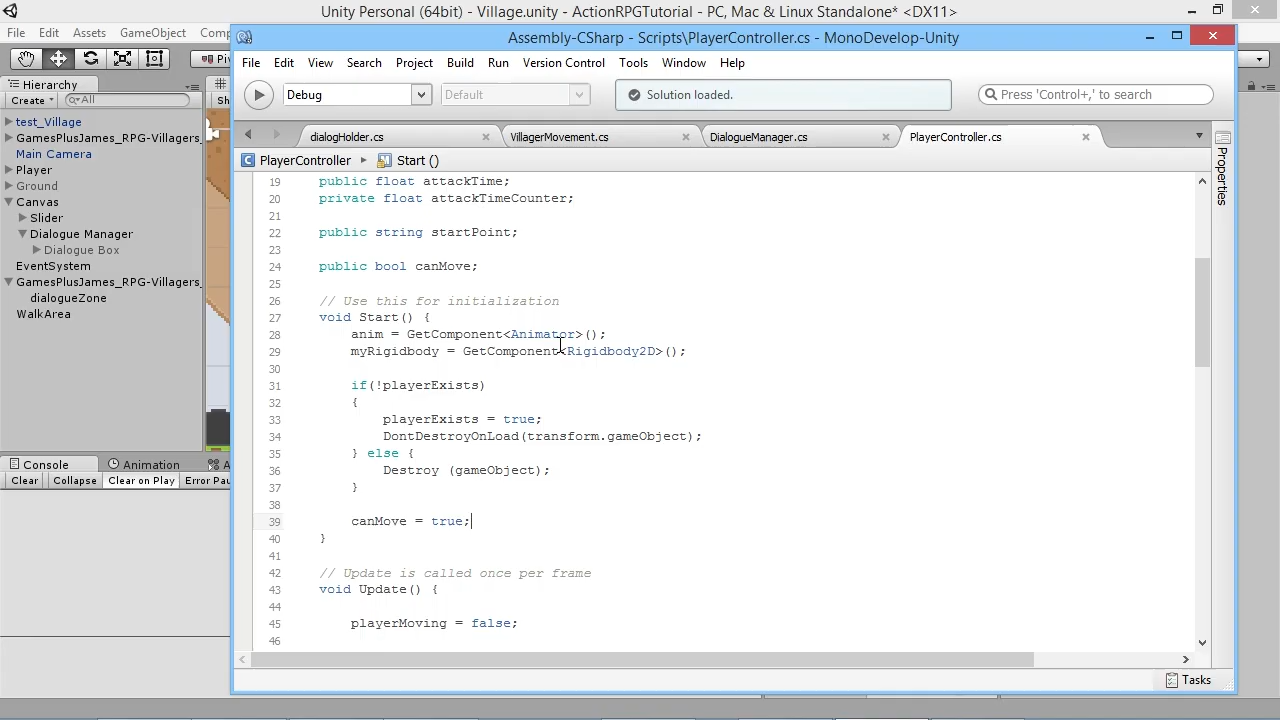 Unity Personal (64bit) - Village.unity - ActionRPGTutorial - PC, Mac & Linux Standalone* <DX11>
File Edit Assets GameObject
Assembly-CSharp - Scripts\PlayerController.cs - MonoDevelop-Unity
File Edit View Search Project Build Run Version Control Tools Window Help
Debug
Default
Solution loaded.
Press 'Control+,' to search
Hierarchy
Create
All
test_Village
GamesPlusJames_RPG-Villagers
Main Camera
Player
Ground
Canvas
Slider
Dialogue Manager
Dialogue Box
EventSystem
GamesPlusJames_RPG-Villagers
dialogueZone
WalkArea
Console
Animation
Clear
Collapse
Clear on Play
dialogHolder.cs
VillagerMovement.cs
DialogueManager.cs
PlayerController.cs
PlayerController
Start ()
Properties
19 public float attackTime;
20 private float attackTimeCounter;
21
22 public string startPoint;
23
24 public bool canMove;
25
26 // Use this for initialization
27 void Start() {
28 anim = GetComponent<Animator>();
29 myRigidbody = GetComponent<Rigidbody2D>();
30
31 if(!playerExists)
32 {
33 playerExists = true;
34 DontDestroyOnLoad(transform.gameObject);
35 } else {
36 Destroy (gameObject);
37 }
38
39 canMove = true;
40 }
41
42 // Update is called once per frame
43 void Update() {
44
45 playerMoving = false;
46
Tasks